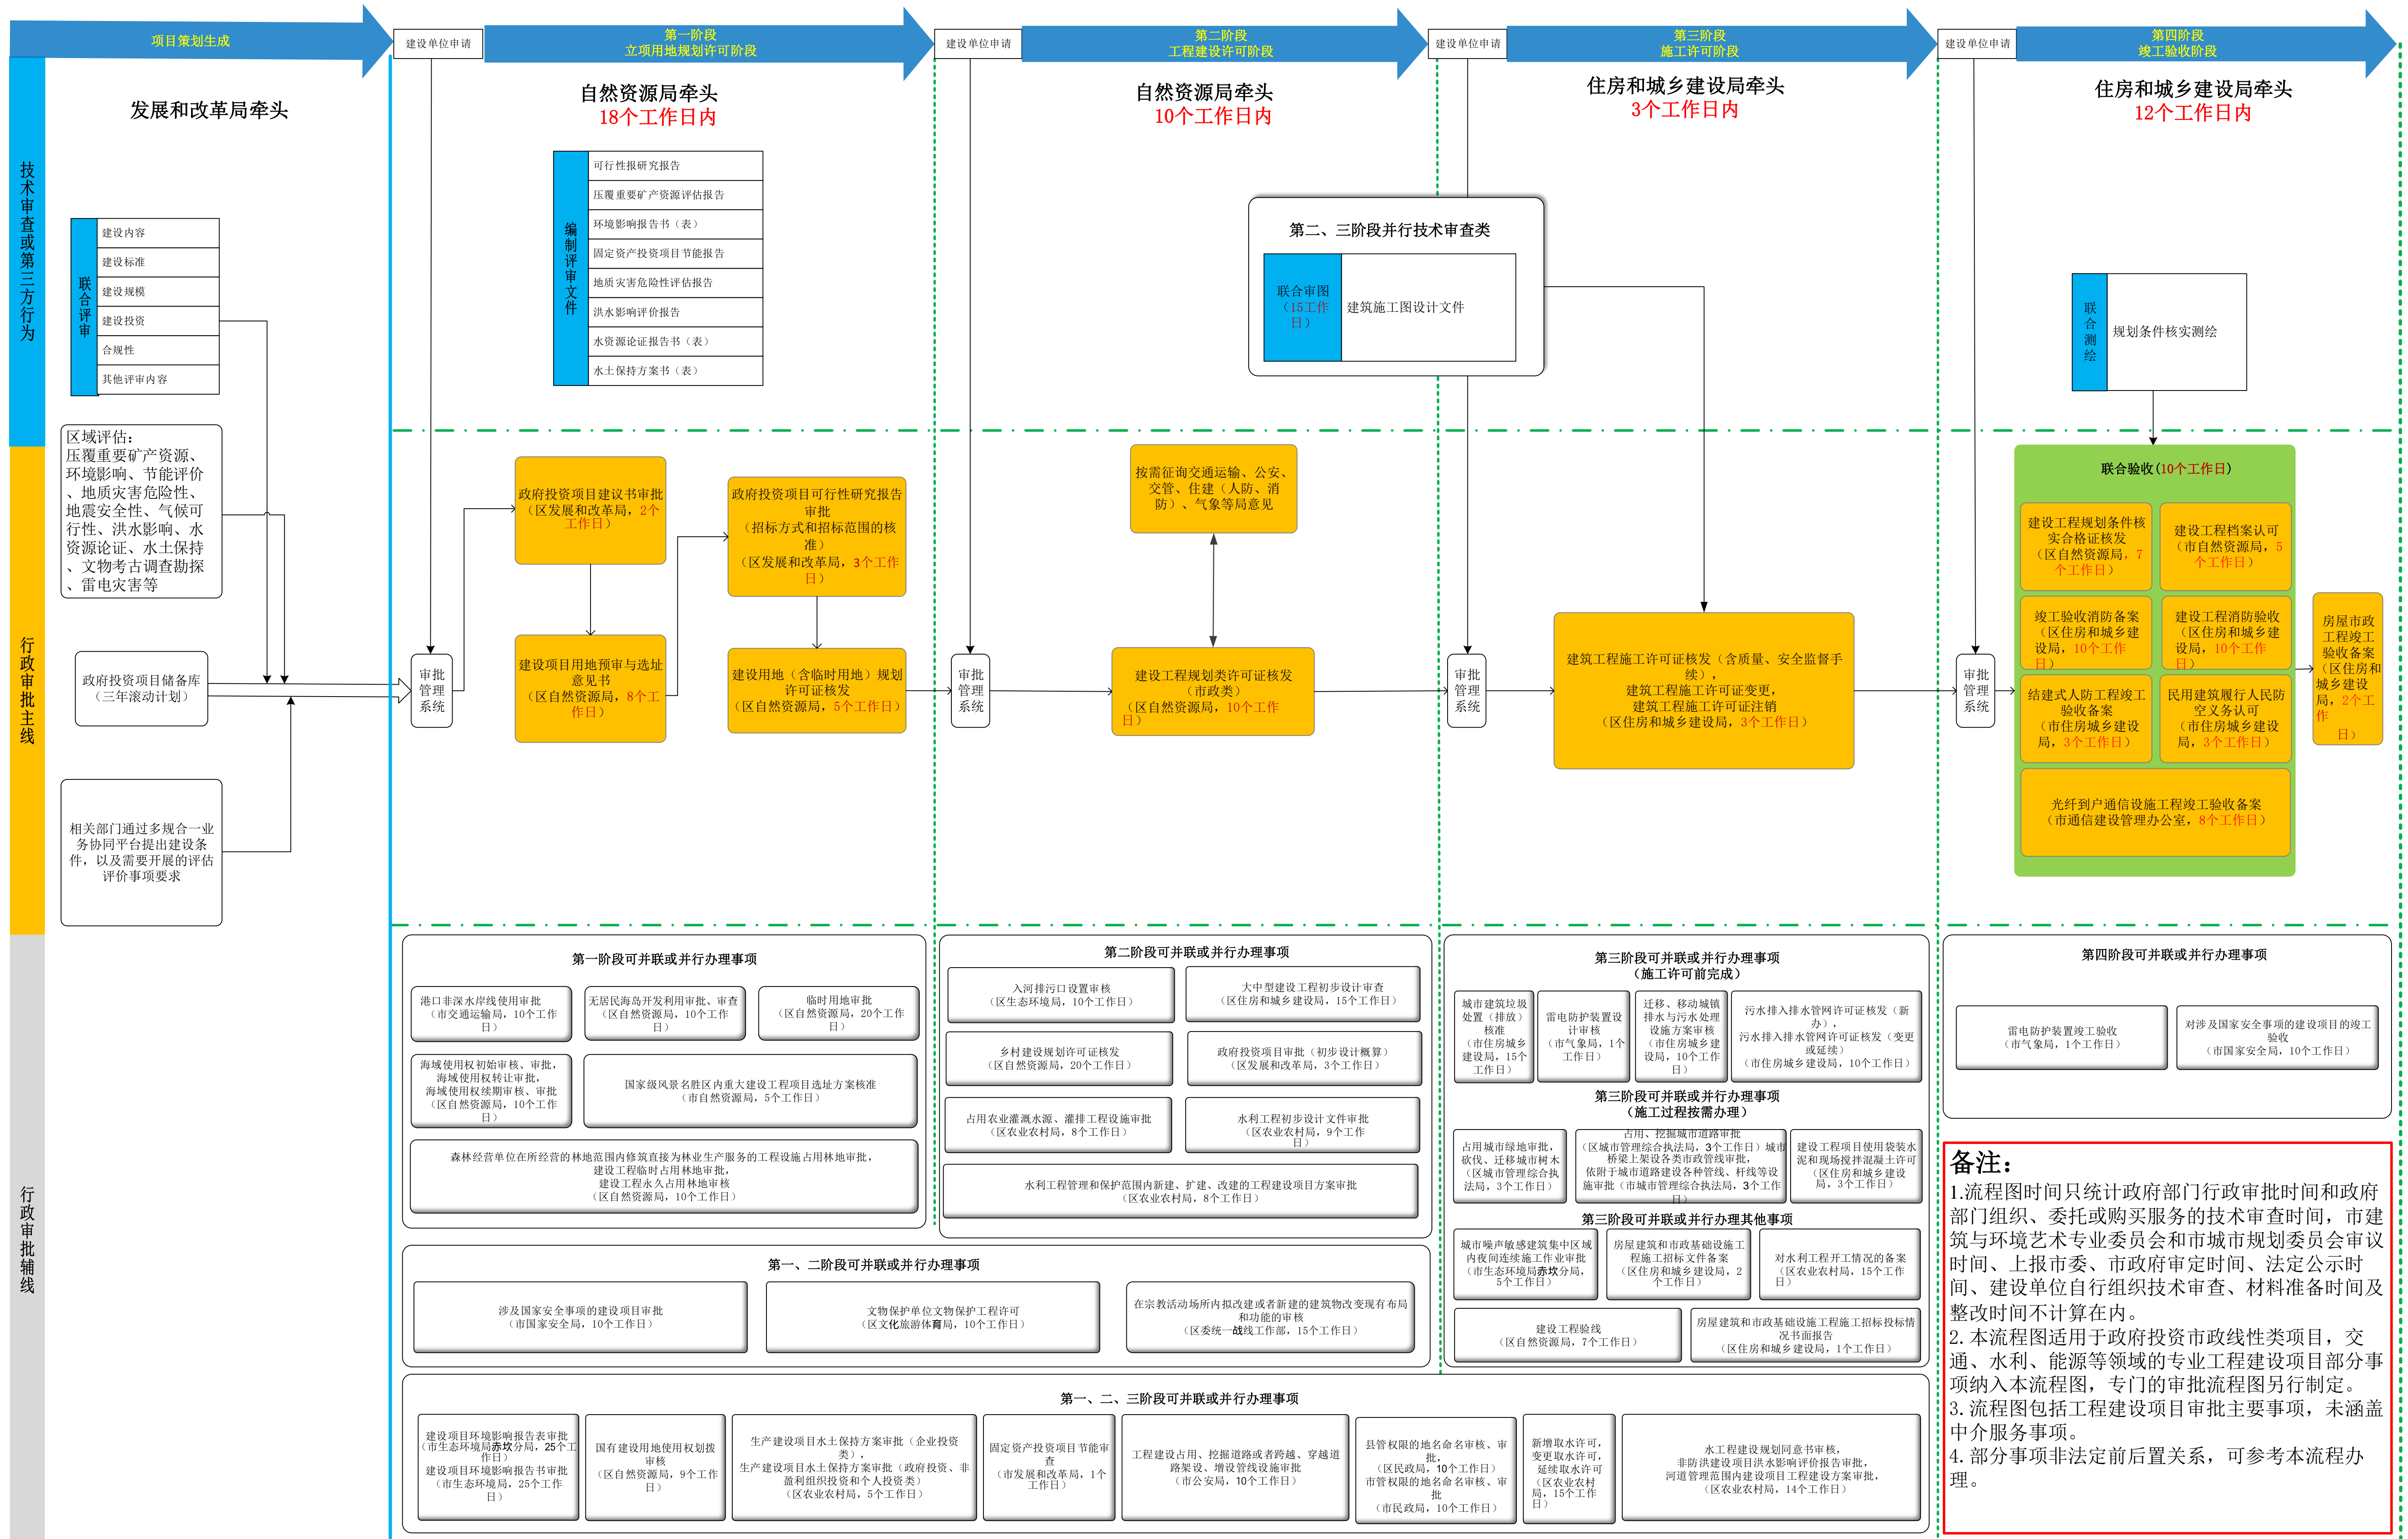 项目策划生成
建设单位申请
第一阶段
立项用地规划许可阶段
建设单位申请
第二阶段
工程建设许可阶段
建设单位申请
第三阶段
施工许可阶段
建设单位申请
第四阶段
竣工验收阶段
技术审查或第三方行为
发展和改革局牵头
自然资源局牵头
18个工作日内
自然资源局牵头
10个工作日内
住房和城乡建设局牵头
3个工作日内
住房和城乡建设局牵头
12个工作日内
联合评审
建设内容
建设标准
建设规模
建设投资
合规性
其他评审内容
编制评审文件
可行性报研究报告
压覆重要矿产资源评估报告
环境影响报告书（表）
固定资产投资项目节能报告
地质灾害危险性评估报告
洪水影响评价报告
水资源论证报告书（表）
水土保持方案书（表）
第二、三阶段并行技术审查类
联合审图
（15工作
日）
建筑施工图设计文件
联合测绘
规划条件核实测绘
区域评估：
压覆重要矿产资源、
环境影响、节能评价
、地质灾害危险性、
地震安全性、气候可
行性、洪水影响、水
资源论证、水土保持
、文物考古调查勘探
、雷电灾害等
行政审批主线
政府投资项目储备库
（三年滚动计划）
相关部门通过多规合一业
务协同平台提出建设条
件，以及需要开展的评估
评价事项要求
审批
管理
系统
政府投资项目建议书审批
（区发展和改革局，2个
工作日）
建设项目用地预审与选址
意见书
（区自然资源局，8个工
作日）
政府投资项目可行性研究报告
审批
（招标方式和招标范围的核
准）
（区发展和改革局，3个工作
日）
建设用地（含临时用地）规划
许可证核发
（区自然资源局，5个工作日）
审批
管理
系统
按需征询交通运输、公安、
交管、住建（人防、消
防）、气象等局意见
建设工程规划类许可证核发
（市政类）
（区自然资源局，10个工作
日）
审批
管理
系统
建筑工程施工许可证核发（含质量、安全监督手
续），
建筑工程施工许可证变更，
建筑工程施工许可证注销
（区住房和城乡建设局，3个工作日）
审批
管理
系统
联合验收(10个工作日)
建设工程规划条件核
实合格证核发
（区自然资源局，7
个工作日）
建设工程档案认可
（市自然资源局，5
个工作日）
竣工验收消防备案
（区住房和城乡建
设局，10个工作
日）
建设工程消防验收
（区住房和城乡建
设局，10个工作
日）
结建式人防工程竣工
验收备案
（市住房城乡建设
局，3个工作日）
民用建筑履行人民防
空义务认可
（市住房城乡建设
局，3个工作日）
光纤到户通信设施工程竣工验收备案
（市通信建设管理办公室，8个工作日）
房屋市政
工程竣工
验收备案
（区住房和
城乡建设
局，2个工
作
日）
行政审批辅线
第一阶段可并联或并行办理事项
港口非深水岸线使用审批
（市交通运输局，10个工作
日）
无居民海岛开发利用审批、审查
（区自然资源局，10个工作
日）
临时用地审批
（区自然资源局，20个工作
日）
海域使用权初始审核、审批，
海域使用权转让审批，
海域使用权续期审核、审批
（区自然资源局，10个工作
日）
国家级风景名胜区内重大建设工程项目选址方案核准
（市自然资源局，5个工作日）
森林经营单位在所经营的林地范围内修筑直接为林业生产服务的工程设施占用林地审批，
建设工程临时占用林地审批，
建设工程永久占用林地审核
（区自然资源局，10个工作日）
第二阶段可并联或并行办理事项
入河排污口设置审核
（区生态环境局，10个工作日）
大中型建设工程初步设计审查
（区住房和城乡建设局，15个工作日）
乡村建设规划许可证核发
（区自然资源局，20个工作日）
政府投资项目审批（初步设计概算）
（区发展和改革局，3个工作日）
占用农业灌溉水源、灌排工程设施审批
（区农业农村局，8个工作日）
水利工程初步设计文件审批
（区农业农村局，9个工作
日）
水利工程管理和保护范围内新建、扩建、改建的工程建设项目方案审批
（区农业农村局，8个工作日）
第三阶段可并联或并行办理事项
（施工许可前完成）
城市建筑垃圾
处置（排放）
核准
（市住房城乡
建设局，15个
工作日）
雷电防护装置设
计审核
（市气象局，1个
工作日）
迁移、移动城镇
排水与污水处理
设施方案审核
（市住房城乡建
设局，10个工作
日）
污水排入排水管网许可证核发（新
办），
污水排入排水管网许可证核发（变更
或延续）
（市住房城乡建设局，10个工作日）
第三阶段可并联或并行办理事项
（施工过程按需办理）
占用城市绿地审批，
砍伐、迁移城市树木
（区城市管理综合执
法局，3个工作日）
占用、挖掘城市道路审批
（区城市管理综合执法局，3个工作日）城市
桥梁上架设各类市政管线审批，
依附于城市道路建设各种管线、杆线等设
施审批（市城市管理综合执法局，3个工作
日）
建设工程项目使用袋装水
泥和现场搅拌混凝土许可
（区住房和城乡建设
局，3个工作日）
第三阶段可并联或并行办理其他事项
城市噪声敏感建筑集中区域
内夜间连续施工作业审批
（市生态环境局赤坎分局，
5个工作日）
房屋建筑和市政基础设施工
程施工招标文件备案
（区住房和城乡建设局，2
个工作日）
对水利工程开工情况的备案
（区农业农村局，15个工作
日）
建设工程验线
（区自然资源局，7个工作日）
房屋建筑和市政基础设施工程施工招标投标情
况书面报告
（区住房和城乡建设局，1个工作日）
第四阶段可并联或并行办理事项
雷电防护装置竣工验收
（市气象局，1个工作日）
对涉及国家安全事项的建设项目的竣工
验收
（市国家安全局，10个工作日）
第一、二阶段可并联或并行办理事项
涉及国家安全事项的建设项目审批
（市国家安全局，10个工作日）
文物保护单位文物保护工程许可
（区文化旅游体育局，10个工作日）
在宗教活动场所内拟改建或者新建的建筑物改变现有布局
和功能的审核
（区委统一战线工作部，15个工作日）
第一、二、三阶段可并联或并行办理事项
建设项目环境影响报告表审批
（市生态环境局赤坎分局，25个工
作日）
建设项目环境影响报告书审批
（市生态环境局，25个工作
日）
国有建设用地使用权划拨
审核
（区自然资源局，9个工作
日）
生产建设项目水土保持方案审批（企业投资
类），
生产建设项目水土保持方案审批（政府投资、非
盈利组织投资和个人投资类）
（区农业农村局，5个工作日）
固定资产投资项目节能审
查
（市发展和改革局，1个
工作日）
工程建设占用、挖掘道路或者跨越、穿越道
路架设、增设管线设施审批
（市公安局，10个工作日）
县管权限的地名命名审核、审
批，
（区民政局，10个工作日）
市管权限的地名命名审核、审
批
（市民政局，10个工作日）
新增取水许可，
变更取水许可，
延续取水许可
（区农业农村
局，15个工作
日）
水工程建设规划同意书审核，
非防洪建设项目洪水影响评价报告审批，
河道管理范围内建设项目工程建设方案审批，
（区农业农村局，14个工作日）
备注：
1.流程图时间只统计政府部门行政审批时间和政府
部门组织、委托或购买服务的技术审查时间，市建
筑与环境艺术专业委员会和市城市规划委员会审议
时间、上报市委、市政府审定时间、法定公示时
间、建设单位自行组织技术审查、材料准备时间及
整改时间不计算在内。
2.本流程图适用于政府投资市政线性类项目，交
通、水利、能源等领域的专业工程建设项目部分事
项纳入本流程图，专门的审批流程图另行制定。
3.流程图包括工程建设项目审批主要事项，未涵盖
中介服务事项。
4.部分事项非法定前后置关系，可参考本流程办
理。